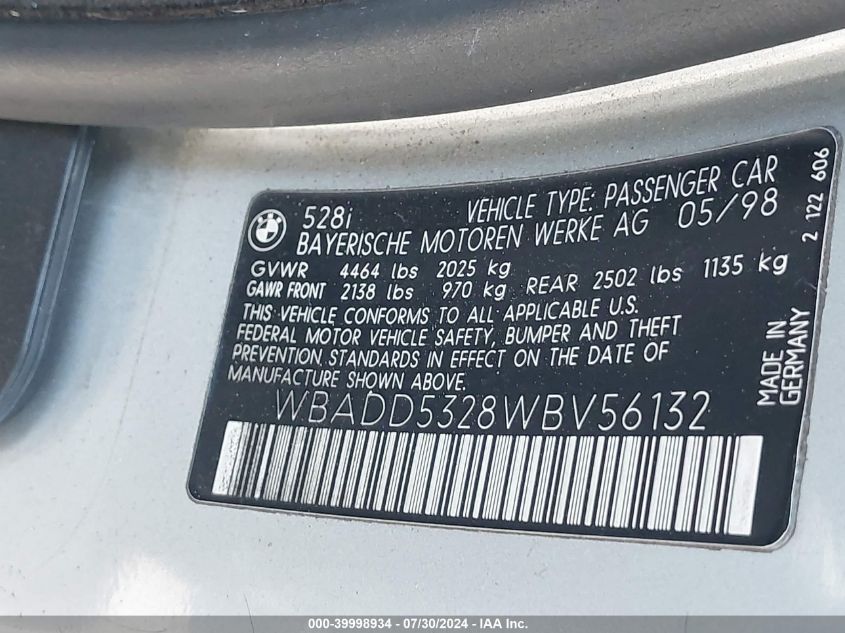 BMW
528i VEHICLE TYPE: PASSENGER CAR
BAYERISCHE MOTOREN WERKE AG 05/98
GVWR 4464 lbs 2025 kg
GAWR FRONT 2138 lbs 970 kg REAR 2502 lbs 1135 kg
THIS VEHICLE CONFORMS TO ALL APPLICABLE U.S.
FEDERAL MOTOR VEHICLE SAFETY, BUMPER AND THEFT
PREVENTION STANDARDS IN EFFECT ON THE DATE OF
MANUFACTURE SHOWN ABOVE.
WBADD5328WBV56132
MADE IN
GERMANY
2 122 606
000-39998934 - 07/30/2024 - IAA Inc.